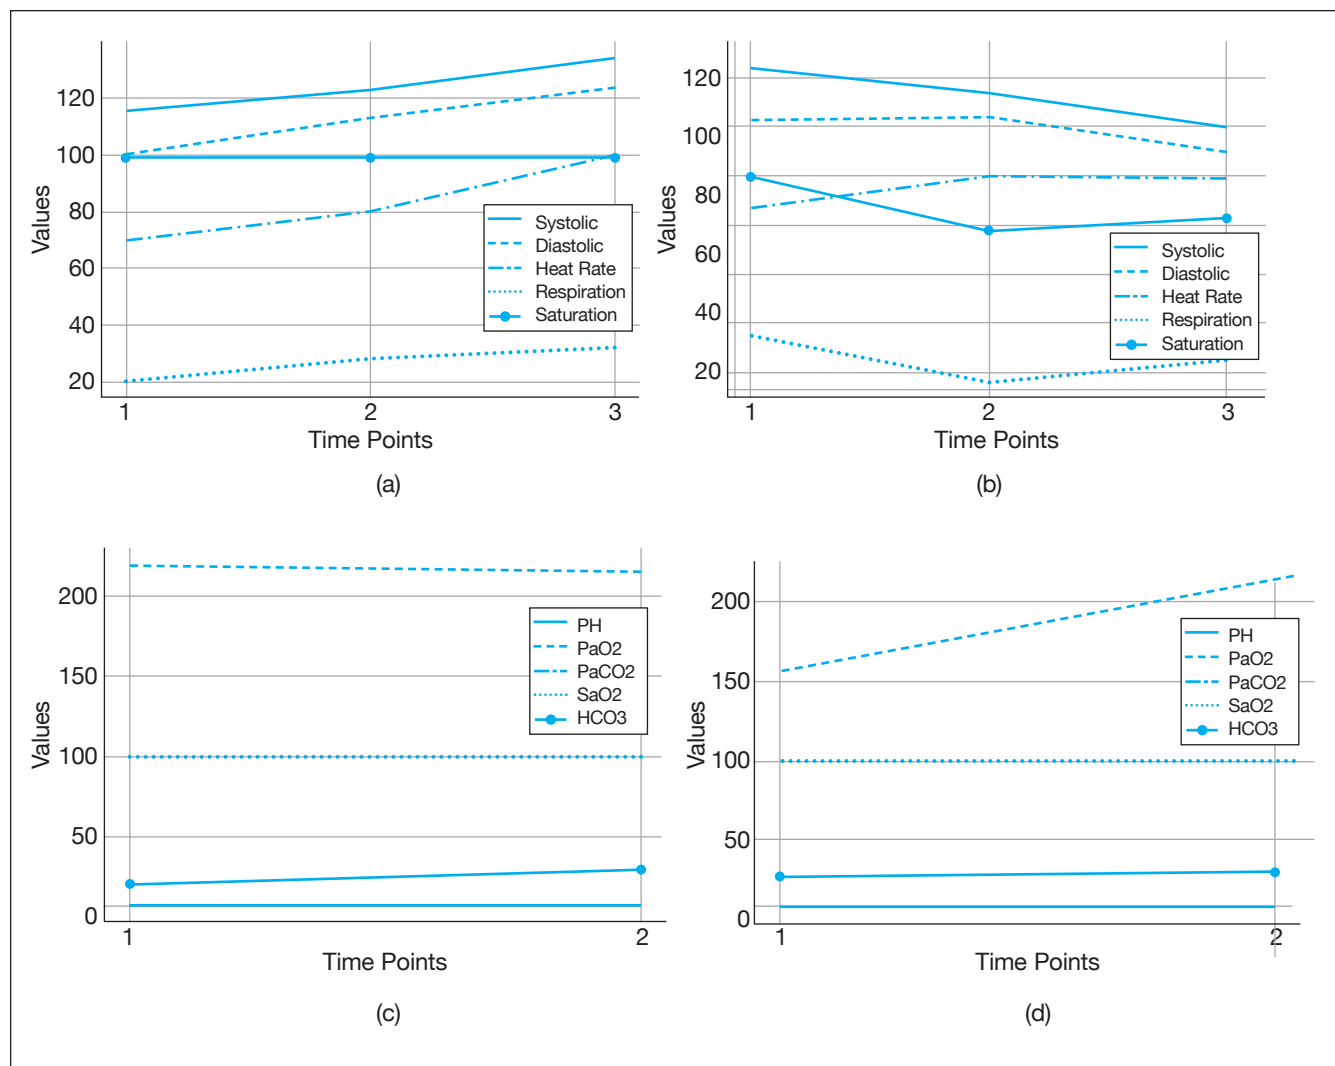 120
100
80
60
40
20
Values
Systolic
Diastolic
Heat Rate
Respiration
Saturation
1 2 3
Time Points
(a)
120
100
80
60
40
20
Values
Systolic
Diastolic
Heat Rate
Respiration
Saturation
1 2 3
Time Points
(b)
200
150
100
50
0
Values
PH
PaO2
PaCO2
SaO2
HCO3
1 2
Time Points
(c)
200
150
100
50
0
Values
PH
PaO2
PaCO2
SaO2
HCO3
1 2
Time Points
(d)